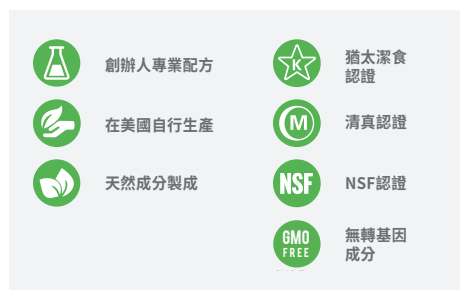 創辦人專業配方
在美國自行生產
天然成分製成
K
猶太潔食
認證
M
清真認證
NSF
NSF認證
GMO
FREE
無轉基因
成分